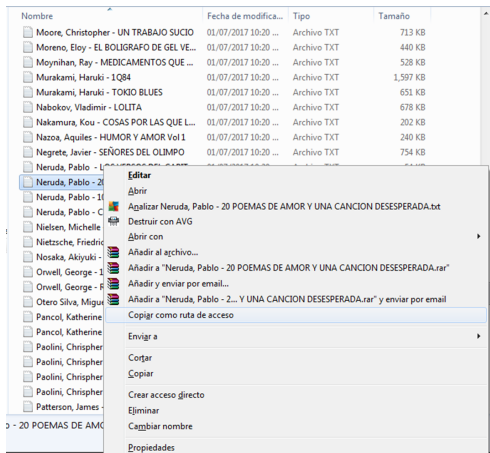 Nombre Fecha de modifica... Tipo Tamaño
Moore, Christopher - UN TRABAJO SUCIO 01/07/2017 10:20 ... Archivo TXT 713 KB
Moreno, Eloy - EL BOLIGRAFO DE GEL VE... 01/07/2017 10:20 ... Archivo TXT 440 KB
Moynihan, Ray - MEDICAMENTOS QUE ... 01/07/2017 10:20 ... Archivo TXT 528 KB
Murakami, Haruki - 1Q84 01/07/2017 10:20 ... Archivo TXT 1,597 KB
Murakami, Haruki - TOKIO BLUES 01/07/2017 10:20 ... Archivo TXT 651 KB
Nabokov, Vladimir - LOLITA 01/07/2017 10:20 ... Archivo TXT 678 KB
Nakamura, Kou - COSAS POR LAS QUE L... 01/07/2017 10:20 ... Archivo TXT 202 KB
Nazoa, Aquiles - HUMOR Y AMOR Vol 1 01/07/2017 10:20 ... Archivo TXT 240 KB
Negrete, Javier - SEÑORES DEL OLIMPO 01/07/2017 10:20 ... Archivo TXT 754 KB
Neruda, Pablo -
Neruda, Pablo - 20
Neruda, Pablo - 10
Neruda, Pablo - C
Nielsen, Michelle
Nietzsche, Friedric
Nosaka, Akiyuki -
Orwell, George - 1
Orwell, George -
Otero Silva, Migue
Pancol, Katherine
Pancol, Katherine
Paolini, Chrispher
Paolini, Chrispher
Paolini, Chrispher
Paolini, Chrispher
Patterson, James -
- 20 POEMAS DE AMO
Editar
Abrir
Analizar Neruda, Pablo - 20 POEMAS DE AMOR Y UNA CANCION DESESPERADA.txt
Destruir con AVG
Abrir con
Añadir al archivo...
Añadir a "Neruda, Pablo - 20 POEMAS DE AMOR Y UNA CANCION DESESPERADA.rar"
Añadir y enviar por email...
Añadir a "Neruda, Pablo - 2... Y UNA CANCION DESESPERADA.rar" y enviar por email
Copiar como ruta de acceso
Enviar a
Cortar
Copiar
Crear acceso directo
Eliminar
Cambiar nombre
Propiedades